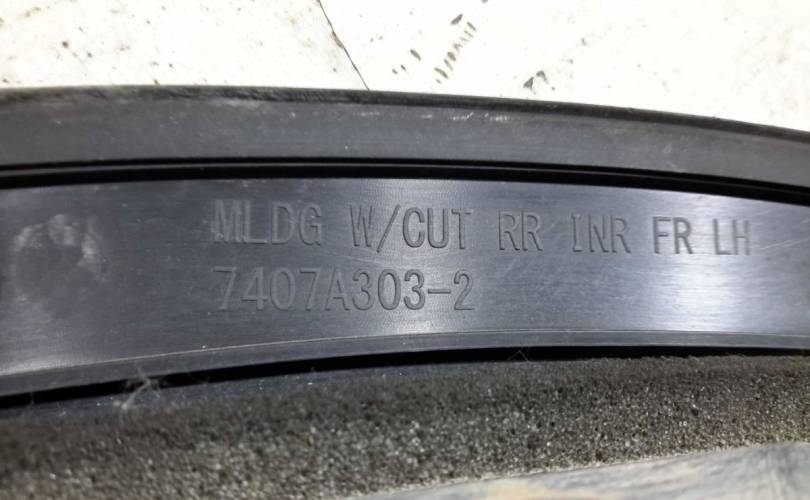 MLDG W/CUT RR INR FR LH
7407A303-2